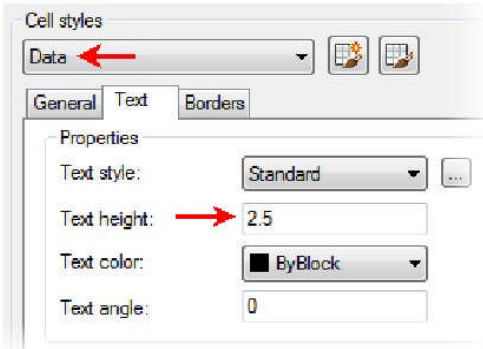 Cell styles
Data
General Text Borders
Properties
Text style: Standard ...
Text height: 2.5
Text color: ByBlock
Text angle: 0